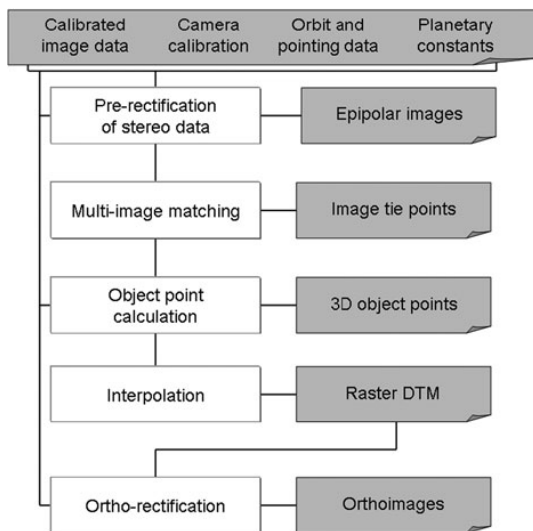 Calibrated image data
Camera calibration
Orbit and pointing data
Planetary constants
Pre-rectification of stereo data
Epipolar images
Multi-image matching
Image tie points
Object point calculation
3D object points
Interpolation
Raster DTM
Ortho-rectification
Orthoimages